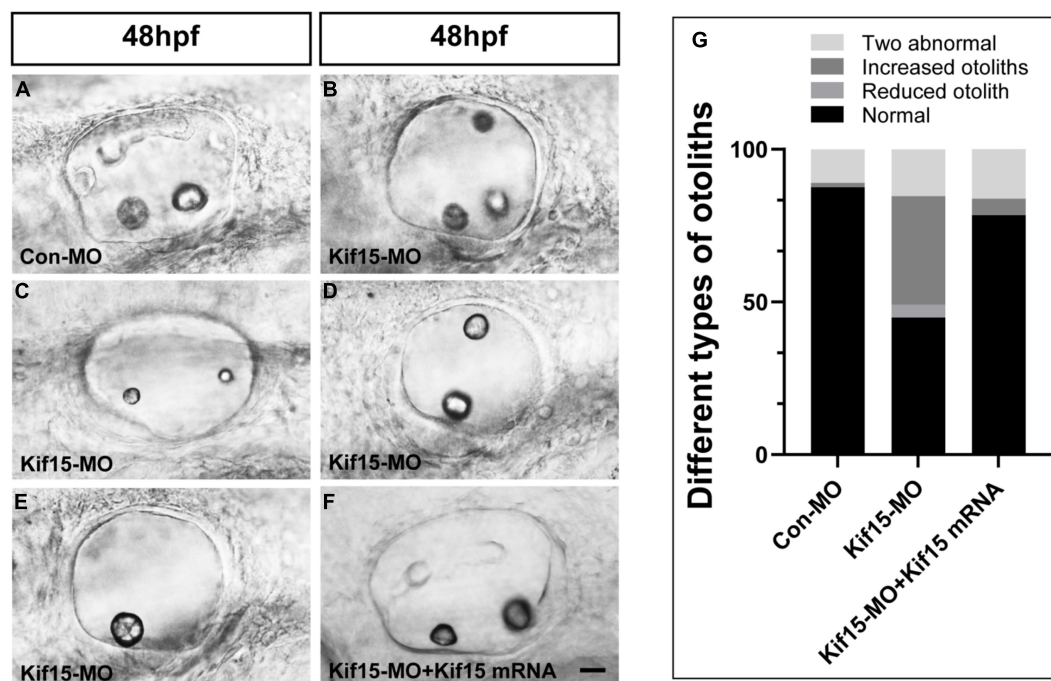 48hpf
48hpf
A
Con-MO
B
Kif15-MO
C
Kif15-MO
D
Kif15-MO
E
Kif15-MO
F
Kif15-MO+Kif15 mRNA
G
Two abnormal
Increased otoliths
Reduced otolith
Normal
Different types of otoliths
100
50
0
Con-MO
Kif15-MO
Kif15-MO+Kif15 mRNA